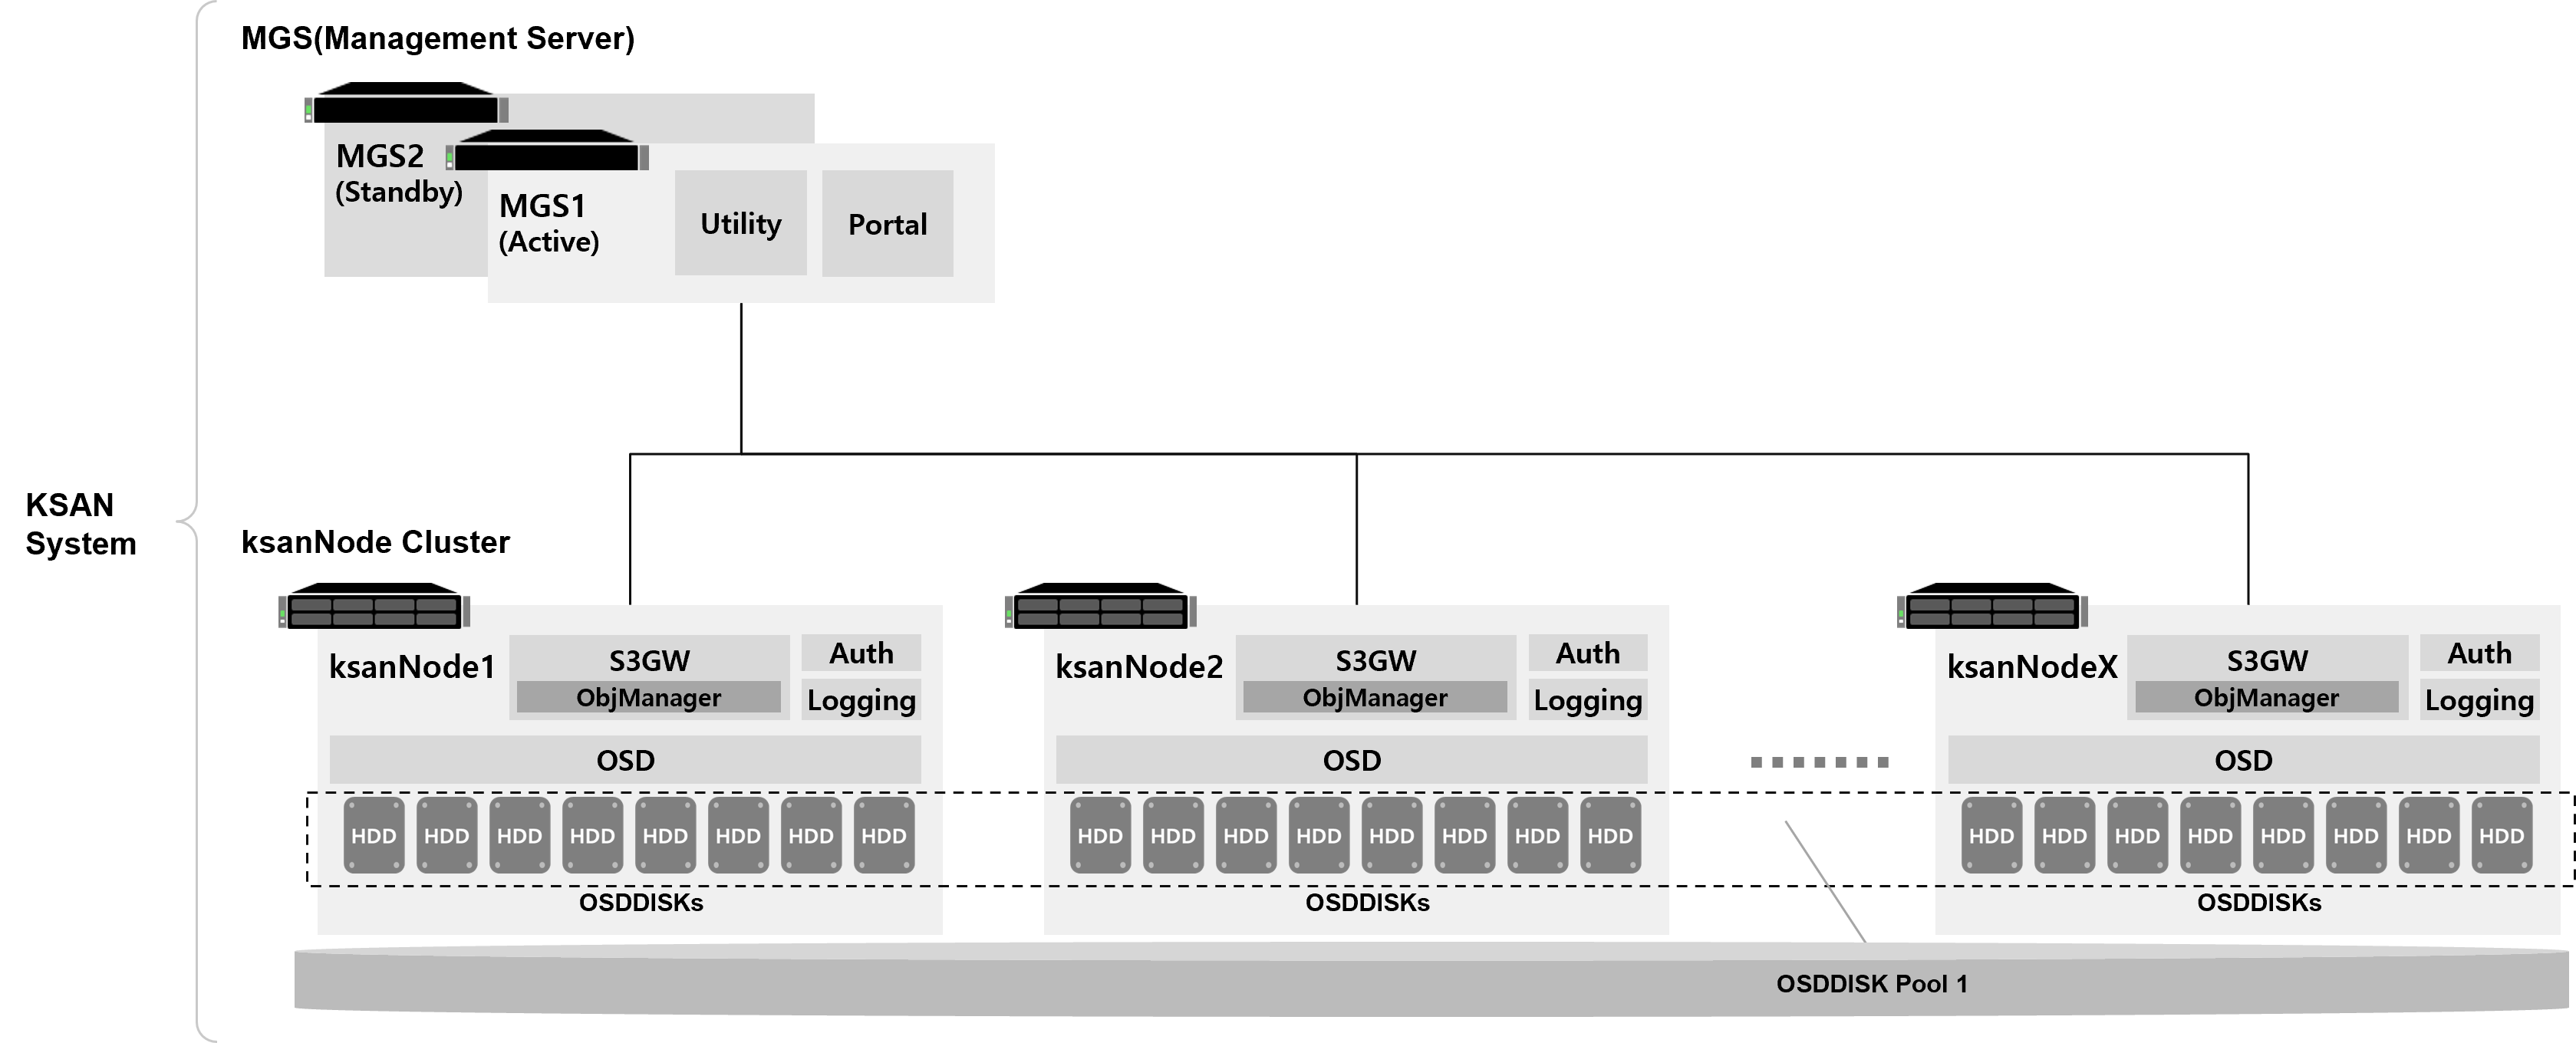 MGS(Management Server)
MGS2
(Standby)
MGS1
(Active)
Utility
Portal
KSAN
System
ksanNode Cluster
ksanNode1
S3GW
ObjManager
Auth
Logging
OSD
HDD HDD HDD HDD HDD HDD HDD HDD
OSDDISKs
ksanNode2
S3GW
ObjManager
Auth
Logging
OSD
HDD HDD HDD HDD HDD HDD HDD HDD
OSDDISKs
ksanNodeX
S3GW
ObjManager
Auth
Logging
OSD
HDD HDD HDD HDD HDD HDD HDD HDD
OSDDISKs
OSDDISK Pool 1